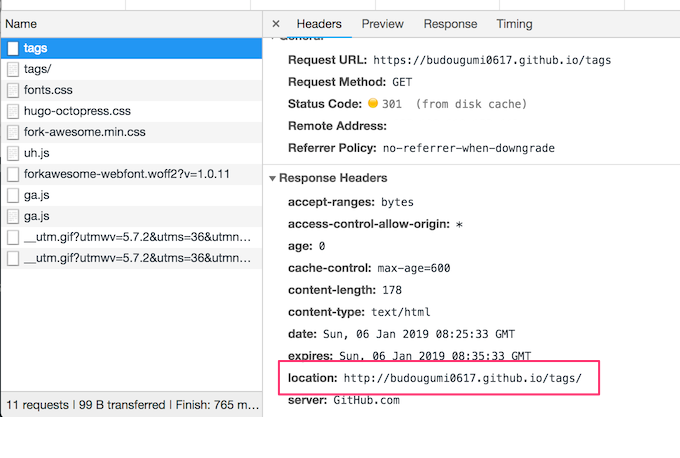 Name
× Headers Preview Response Timing
tags
tags/
fonts.css
hugo-octopress.css
fork-awesome.min.css
uh.js
forkawesome-webfont.woff2?v=1.0.11
ga.js
ga.js
__utm.gif?utmwv=5.7.2&utms=36&utmn…
__utm.gif?utmwv=5.7.2&utms=36&utmn…
11 requests | 99 B transferred | Finish: 765 m…
General
Request URL: https://budougumi0617.github.io/tags
Request Method: GET
Status Code: 301 (from disk cache)
Remote Address:
Referrer Policy: no-referrer-when-downgrade
Response Headers
accept-ranges: bytes
access-control-allow-origin: *
age: 0
cache-control: max-age=600
content-length: 178
content-type: text/html
date: Sun, 06 Jan 2019 08:25:33 GMT
expires: Sun, 06 Jan 2019 08:35:33 GMT
location: http://budougumi0617.github.io/tags/
server: GitHub.com